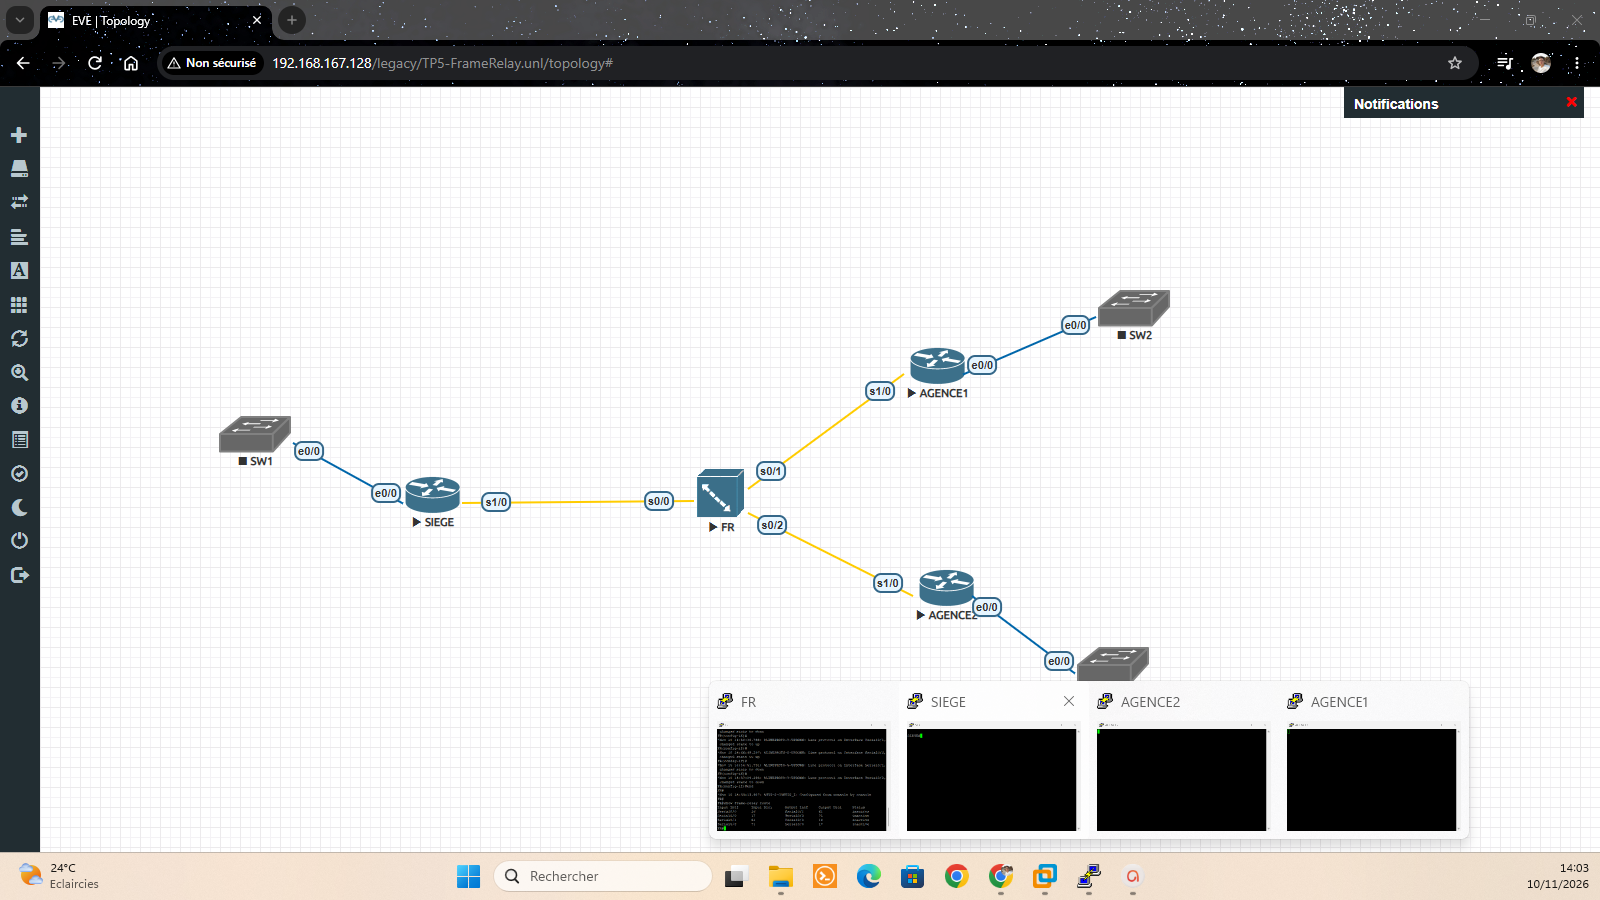 EVE | Topology
Non sécurisé
192.168.167.128/legacy/TP5-FrameRelay.unl/topology#
Notifications
A
e0/0
SW2
e0/0
s1/0
AGENCE1
SW1
e0/0
e0/0
SIEGE
s1/0
s0/0
FR
s0/1
s0/2
s1/0
AGENCE2
e0/0
e0/0
FR
SIEGE
AGENCE2
AGENCE1
24°C
Eclaircies
Rechercher
14:03
10/11/2026